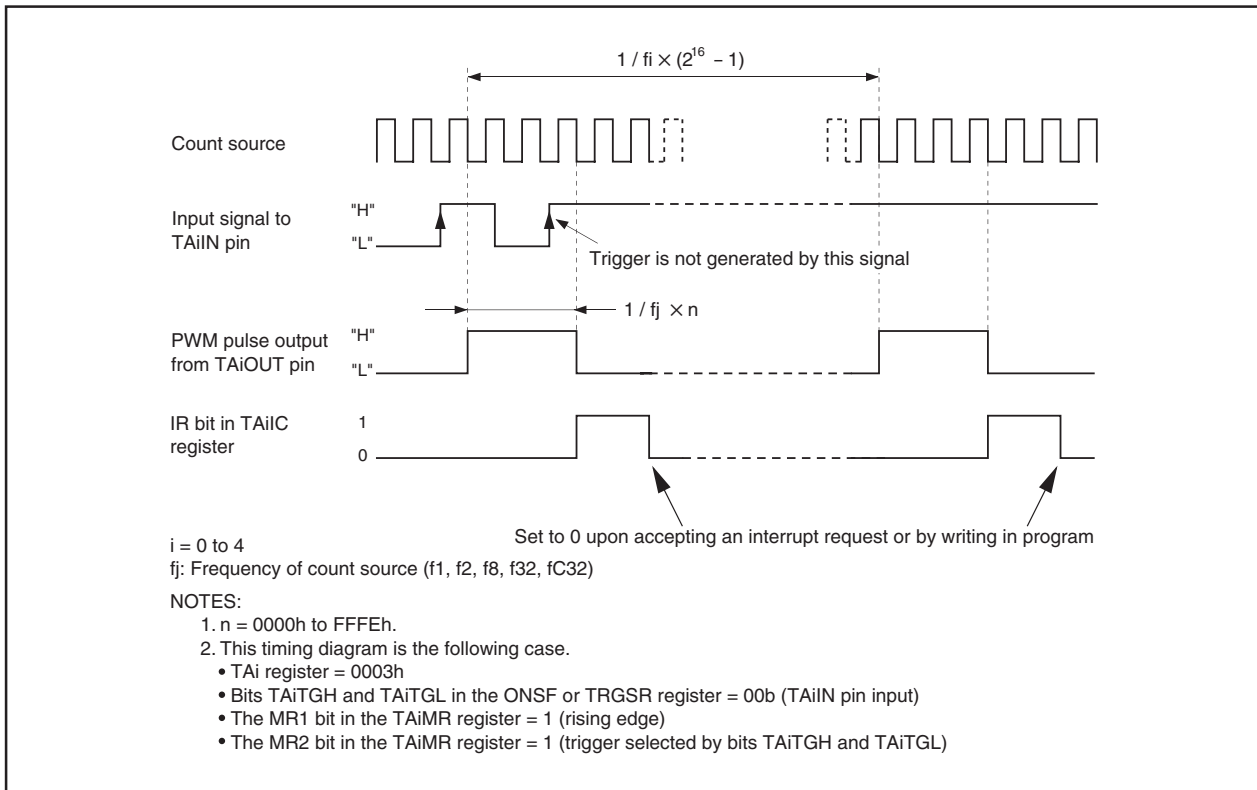 1 / fi × (2^16 – 1)
Count source
Input signal to
TAiIN pin
"H"
"L"
Trigger is not generated by this signal
1 / fj × n
PWM pulse output
from TAiOUT pin
"H"
"L"
IR bit in TAiIC
register
1
0
Set to 0 upon accepting an interrupt request or by writing in program
i = 0 to 4
fj: Frequency of count source (f1, f2, f8, f32, fC32)
NOTES:
1. n = 0000h to FFFEh.
2. This timing diagram is the following case.
• TAi register = 0003h
• Bits TAiTGH and TAiTGL in the ONSF or TRGSR register = 00b (TAiIN pin input)
• The MR1 bit in the TAiMR register = 1 (rising edge)
• The MR2 bit in the TAiMR register = 1 (trigger selected by bits TAiTGH and TAiTGL)